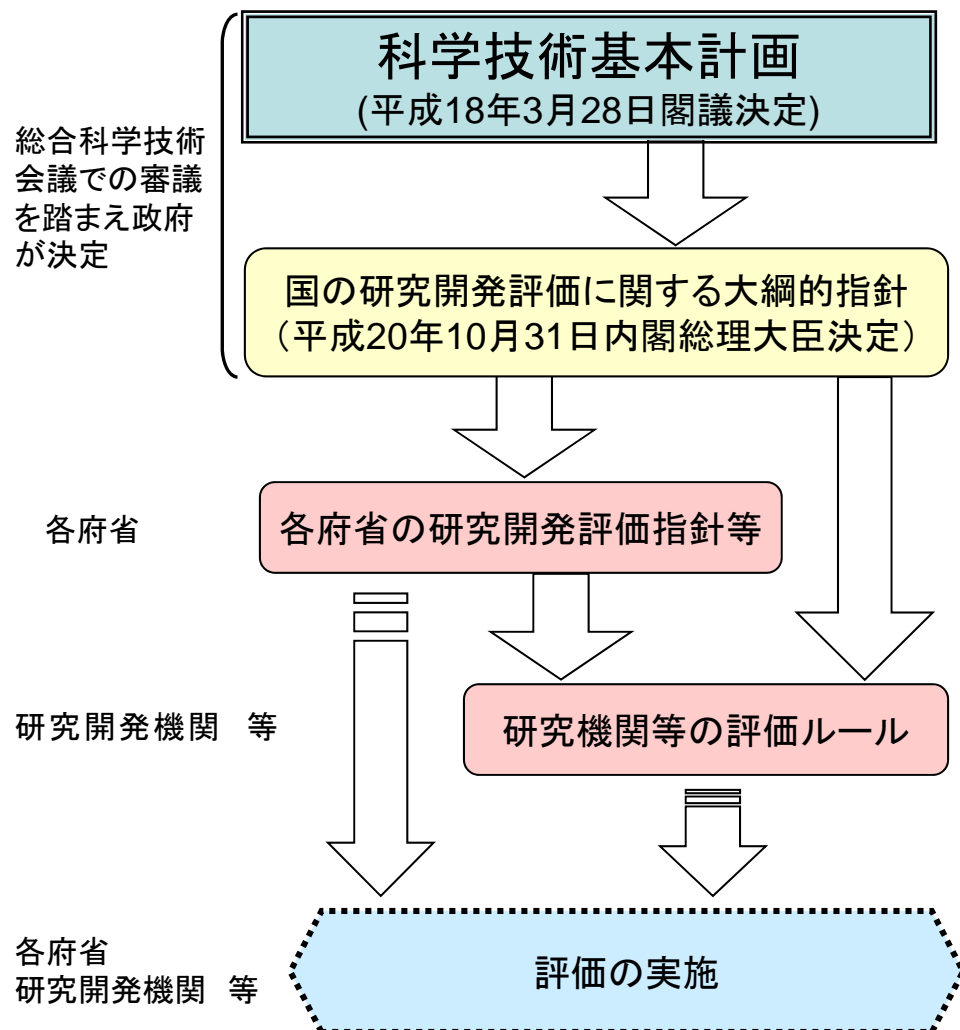 科学技術基本計画
(平成18年3月28日閣議決定)
総合科学技術
会議での審議
を踏まえ政府
が決定
国の研究開発評価に関する大綱的指針
（平成20年10月31日内閣総理大臣決定）
各府省
各府省の研究開発評価指針等
研究開発機関　等
研究機関等の評価ルール
各府省
研究開発機関　等
評価の実施